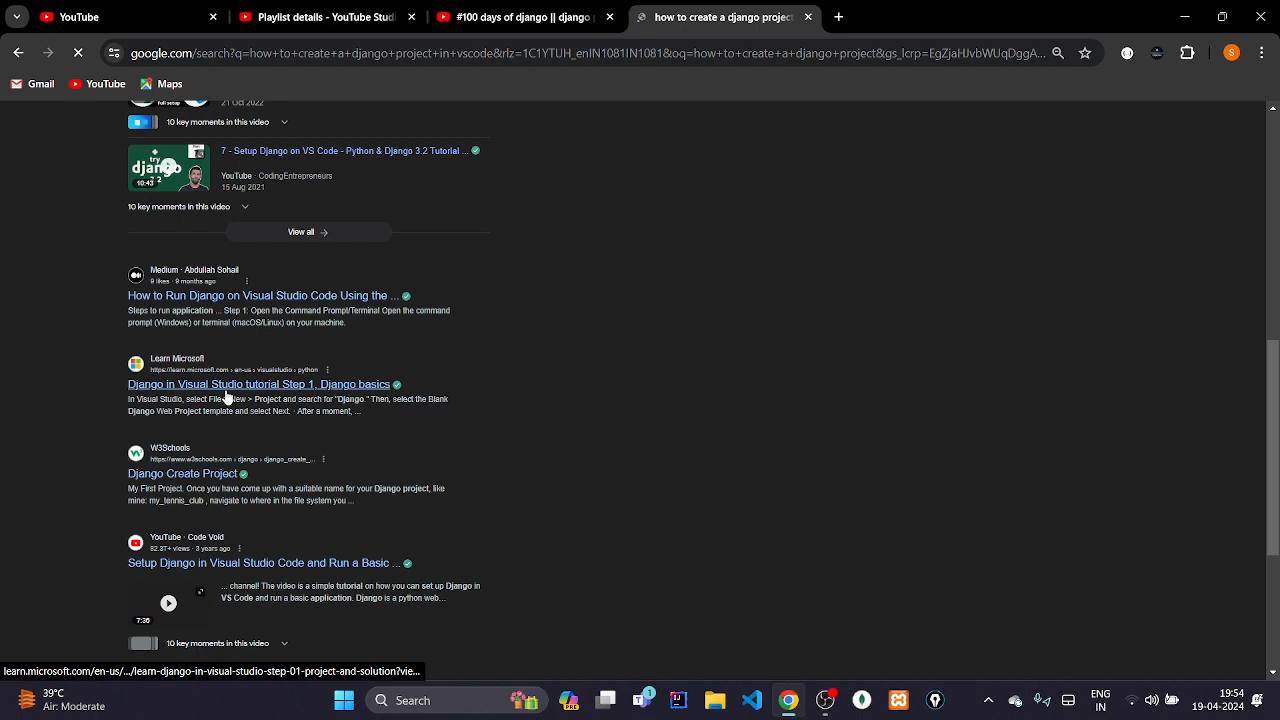 YouTube
Playlist details - YouTube Studi
#100 days of django || django
how to create a django project
google.com/search?q=how+to+create+a+django+project+in+vscode&rlz=1C1YTUH_enIN1081IN1081&oq=how+to+create+a+django+project&gs_lcrp=EgZjaHJvbWUqDggA...
S
Gmail
YouTube
Maps
full setup
21 Oct 2022
10 key moments in this video
try
django
10:43
7 - Setup Django on VS Code - Python & Django 3.2 Tutorial ...
YouTube · CodingEntrepreneurs
15 Aug 2021
10 key moments in this video
View all
Medium · Abdullah Sohail
9 likes · 9 months ago
How to Run Django on Visual Studio Code Using the ...
Steps to run application ... Step 1: Open the Command Prompt/Terminal Open the command
prompt (Windows) or terminal (macOS/Linux) on your machine.
Learn Microsoft
https://learn.microsoft.com › en-us › visualstudio › python
Django in Visual Studio tutorial Step 1, Django basics
In Visual Studio, select File > New > Project and search for "Django." Then, select the Blank
Django Web Project template and select Next. · After a moment, ...
W3Schools
https://www.w3schools.com › django › django_create_...
Django Create Project
My First Project. Once you have come up with a suitable name for your Django project, like
mine: my_tennis_club , navigate to where in the file system you ...
YouTube · Code Void
82.3T+ views · 3 years ago
Setup Django in Visual Studio Code and Run a Basic ...
... channel! The video is a simple tutorial on how you can set up Django in
VS Code and run a basic application. Django is a python web...
7:36
10 key moments in this video
learn.microsoft.com/en-us/.../learn-django-in-visual-studio-step-01-project-and-solution?vie...
39°C
Air: Moderate
Search
1
ENG
IN
19:54
19-04-2024